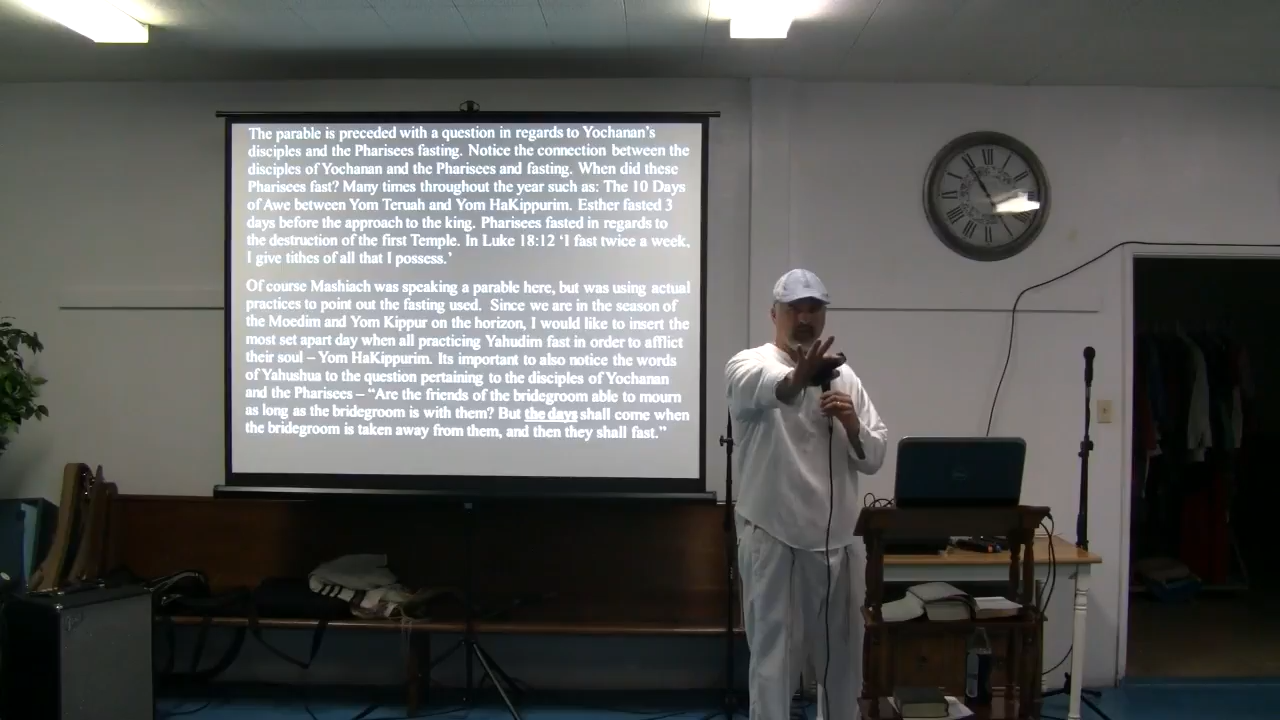 The parable is preceded with a question in regards to Yochanan's
disciples and the Pharisees fasting. Notice the connection between the
disciples of Yochanan and the Pharisees and fasting. When did these
Pharisees fast? Many times throughout the year such as: The 10 Days
of Awe between Yom Teruah and Yom HaKippurim. Esther fasted 3
days before the approach to the king. Pharisees fasted in regards to
the destruction of the first Temple. In Luke 18:12 'I fast twice a week,
I give tithes of all that I possess.'
Of course Mashiach was speaking a parable here, but was using actual
practices to point out the fasting used. Since we are in the season of
the Moedim and Yom Kippur on the horizon, I would like to insert the
most set apart day when all practicing Yahudim fast in order to afflict
their soul – Yom HaKippurim. Its important to also notice the words
of Yahushua to the question pertaining to the disciples of Yochanan
and the Pharisees – "Are the friends of the bridegroom able to mourn
as long as the bridegroom is with them? But the days shall come when
the bridegroom is taken away from them, and then they shall fast."